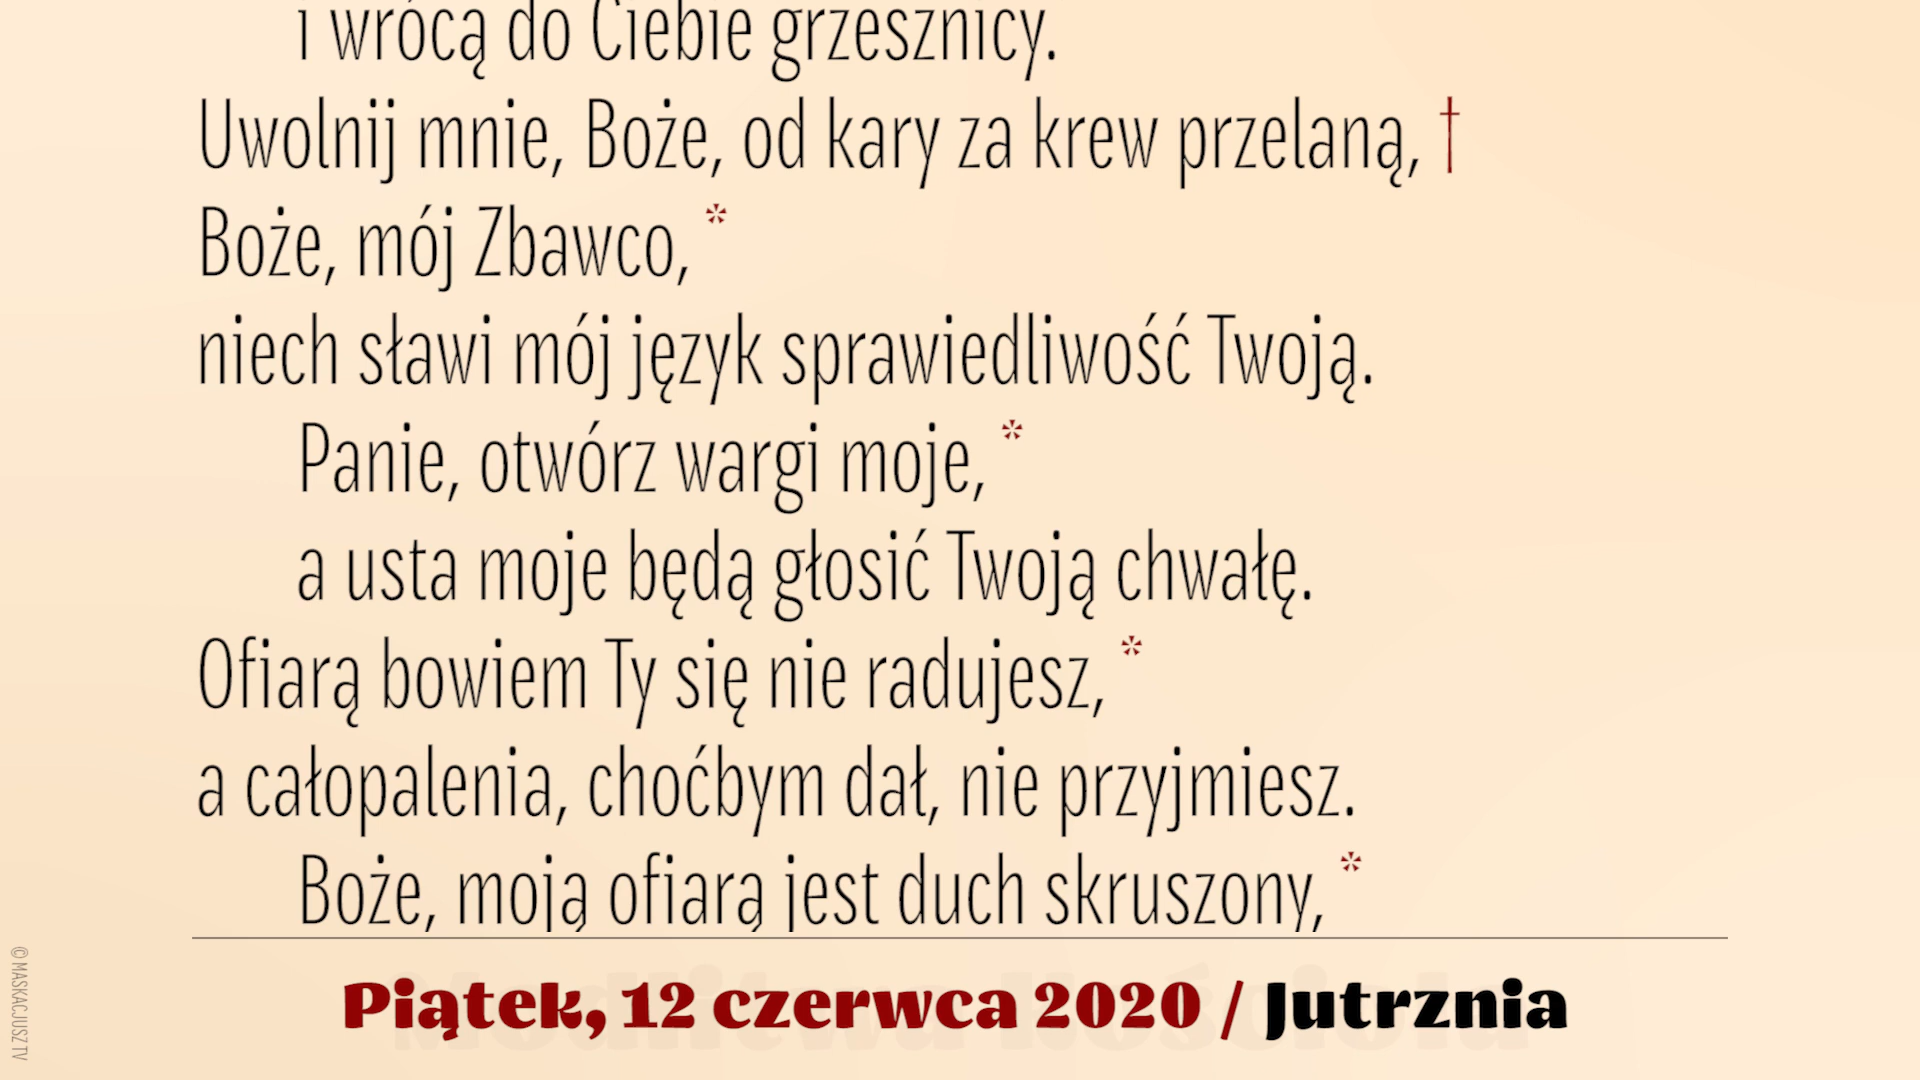 i wrócą do Ciebie grzesznicy.
Uwolnij mnie, Boże, od kary za krew przelaną, †
Boże, mój Zbawco, *
niech sławi mój język sprawiedliwość Twoją.
Panie, otwórz wargi moje, *
a usta moje będą głosić Twoją chwałę.
Ofiarą bowiem Ty się nie radujesz, *
a całopalenia, choćbym dał, nie przyjmiesz.
Boże, moją ofiarą jest duch skruszony, *
Piątek, 12 czerwca 2020 / Jutrznia
© MASKACJUSZ TV